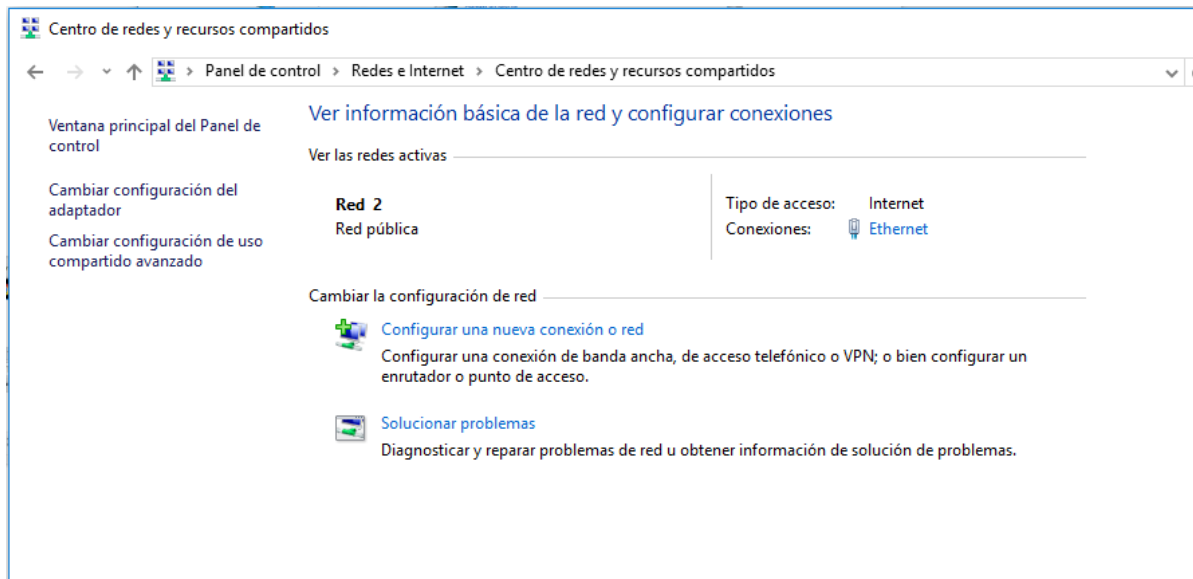 Centro de redes y recursos compartidos
Panel de control > Redes e Internet > Centro de redes y recursos compartidos
Ventana principal del Panel de
control
Cambiar configuración del
adaptador
Cambiar configuración de uso
compartido avanzado
Ver información básica de la red y configurar conexiones
Ver las redes activas
Red 2
Red pública
Tipo de acceso: Internet
Conexiones: Ethernet
Cambiar la configuración de red
Configurar una nueva conexión o red
Configurar una conexión de banda ancha, de acceso telefónico o VPN; o bien configurar un
enrutador o punto de acceso.
Solucionar problemas
Diagnosticar y reparar problemas de red u obtener información de solución de problemas.